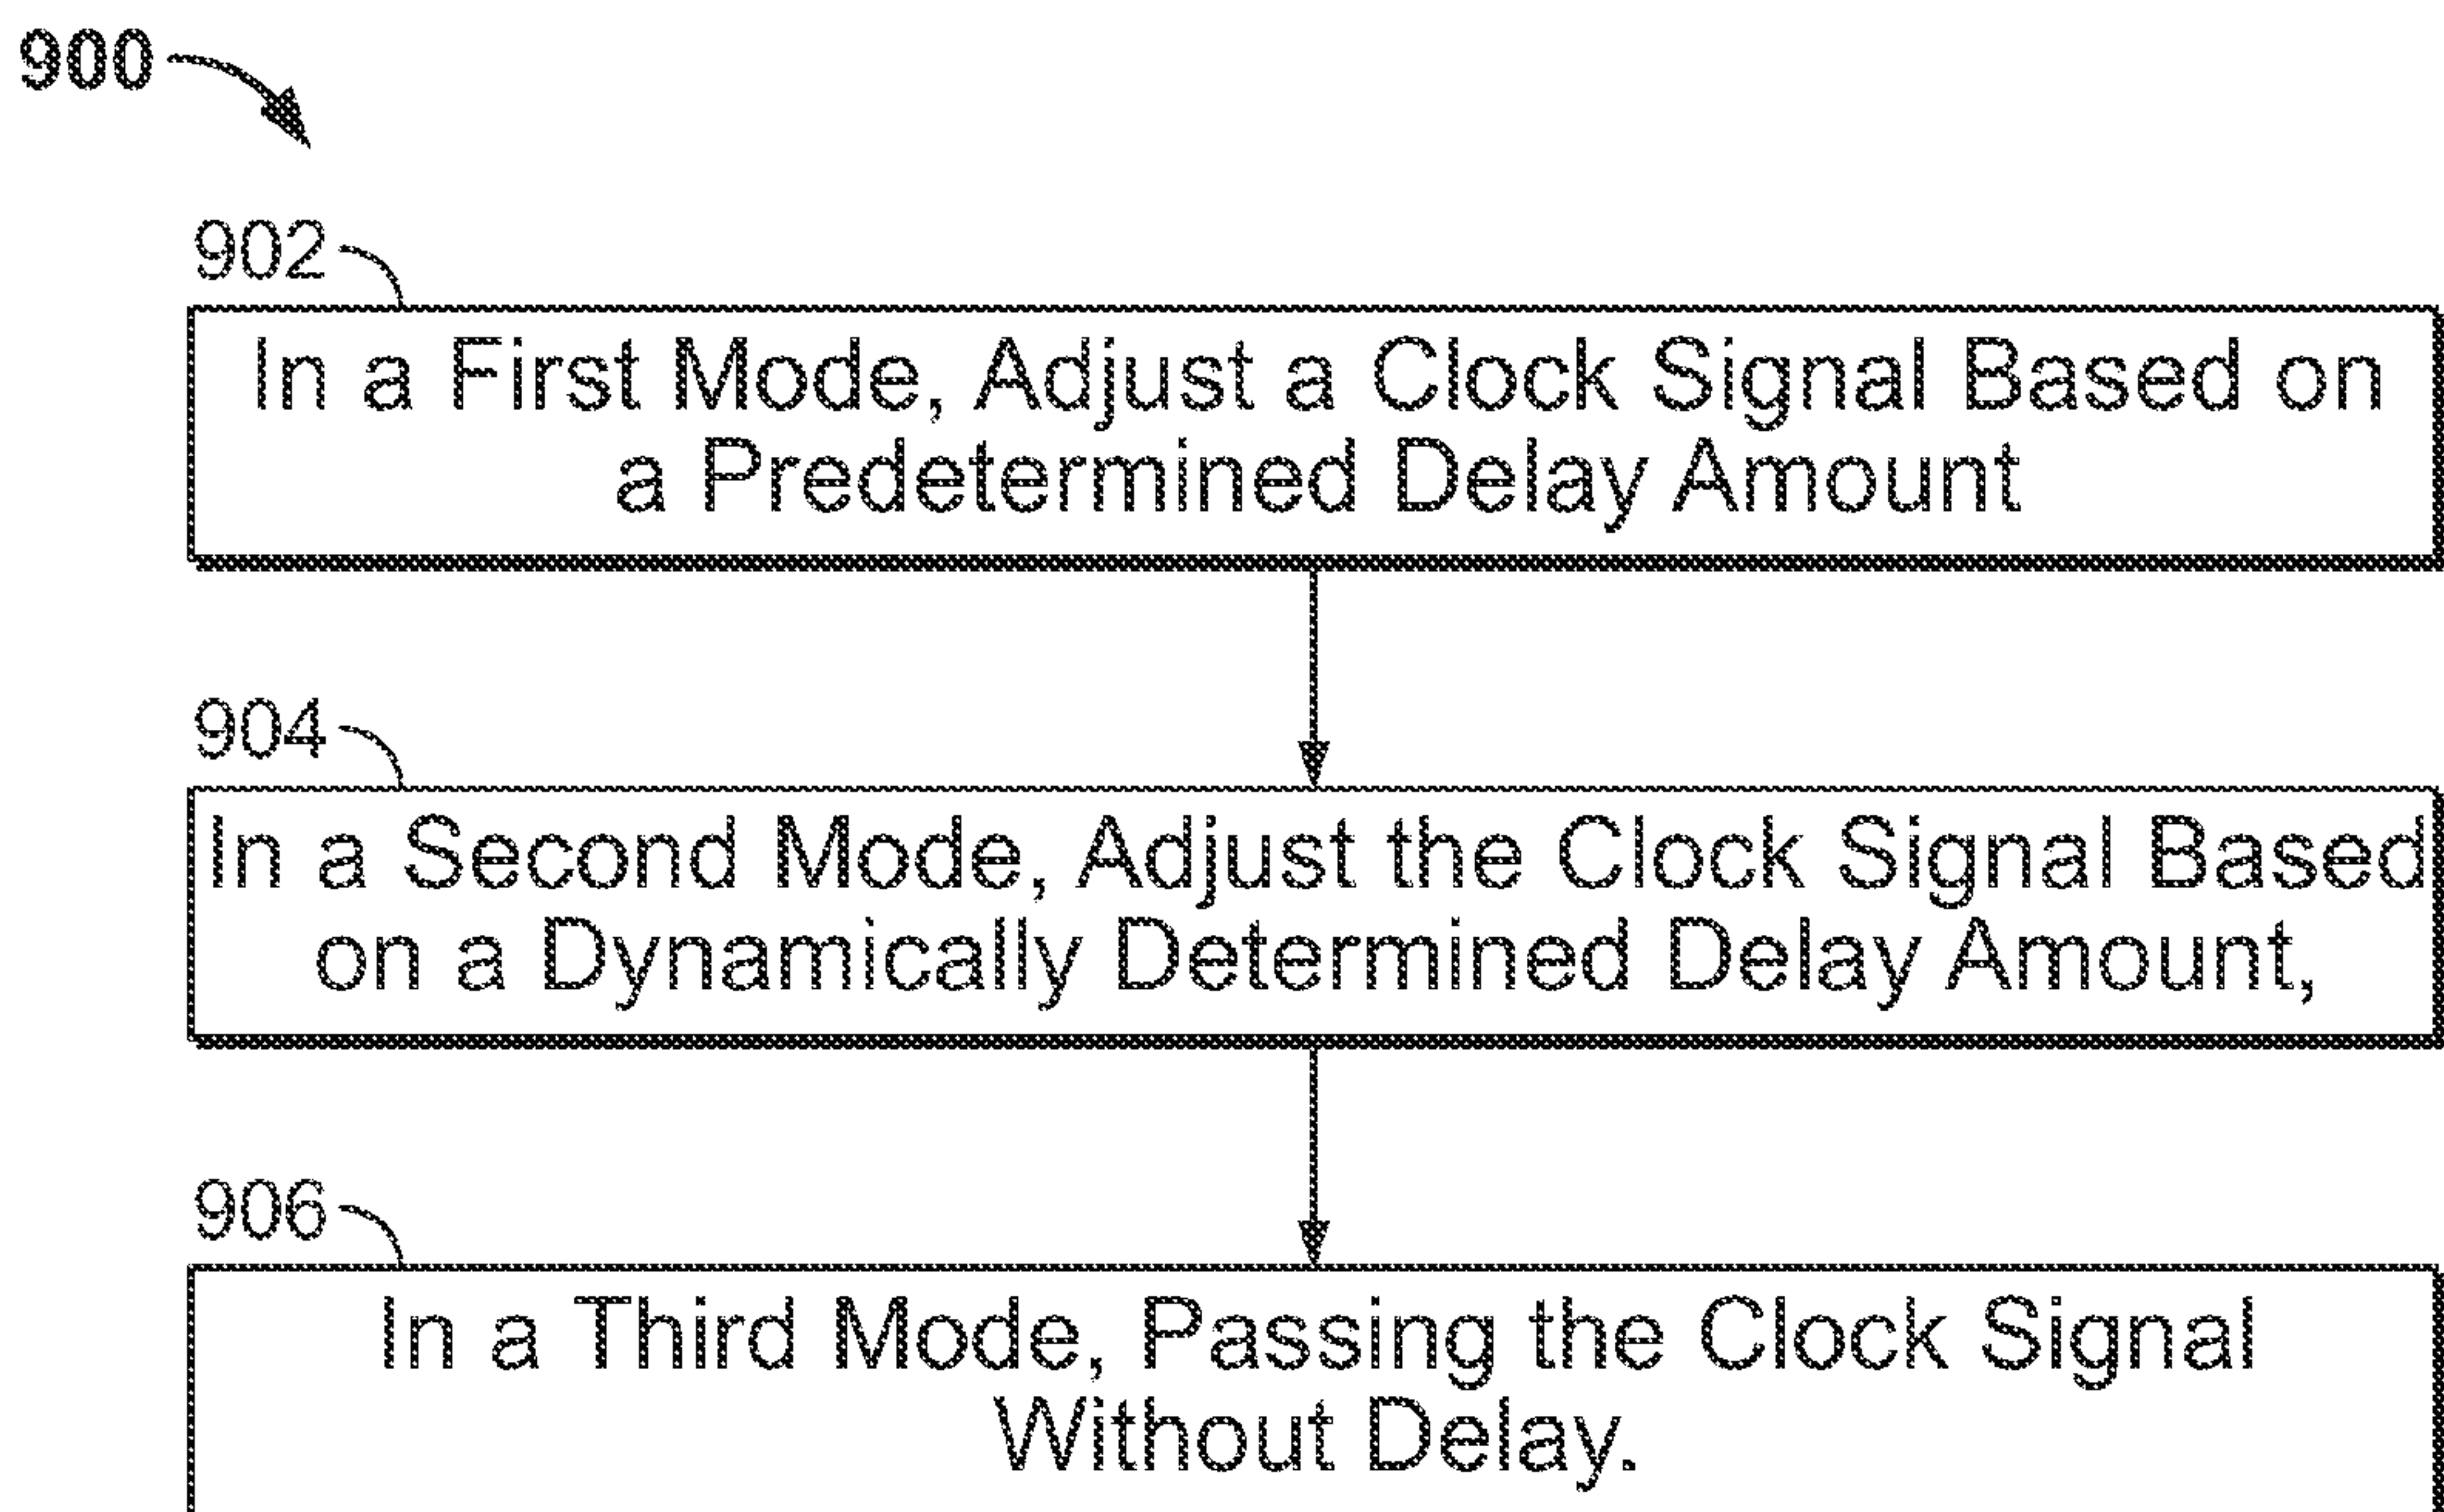 900
902
In a First Mode, Adjust a Clock Signal Based on
a Predetermined Delay Amount
904
In a Second Mode, Adjust the Clock Signal Based
on a Dynamically Determined Delay Amount,
906
In a Third Mode, Passing the Clock Signal
Without Delay.